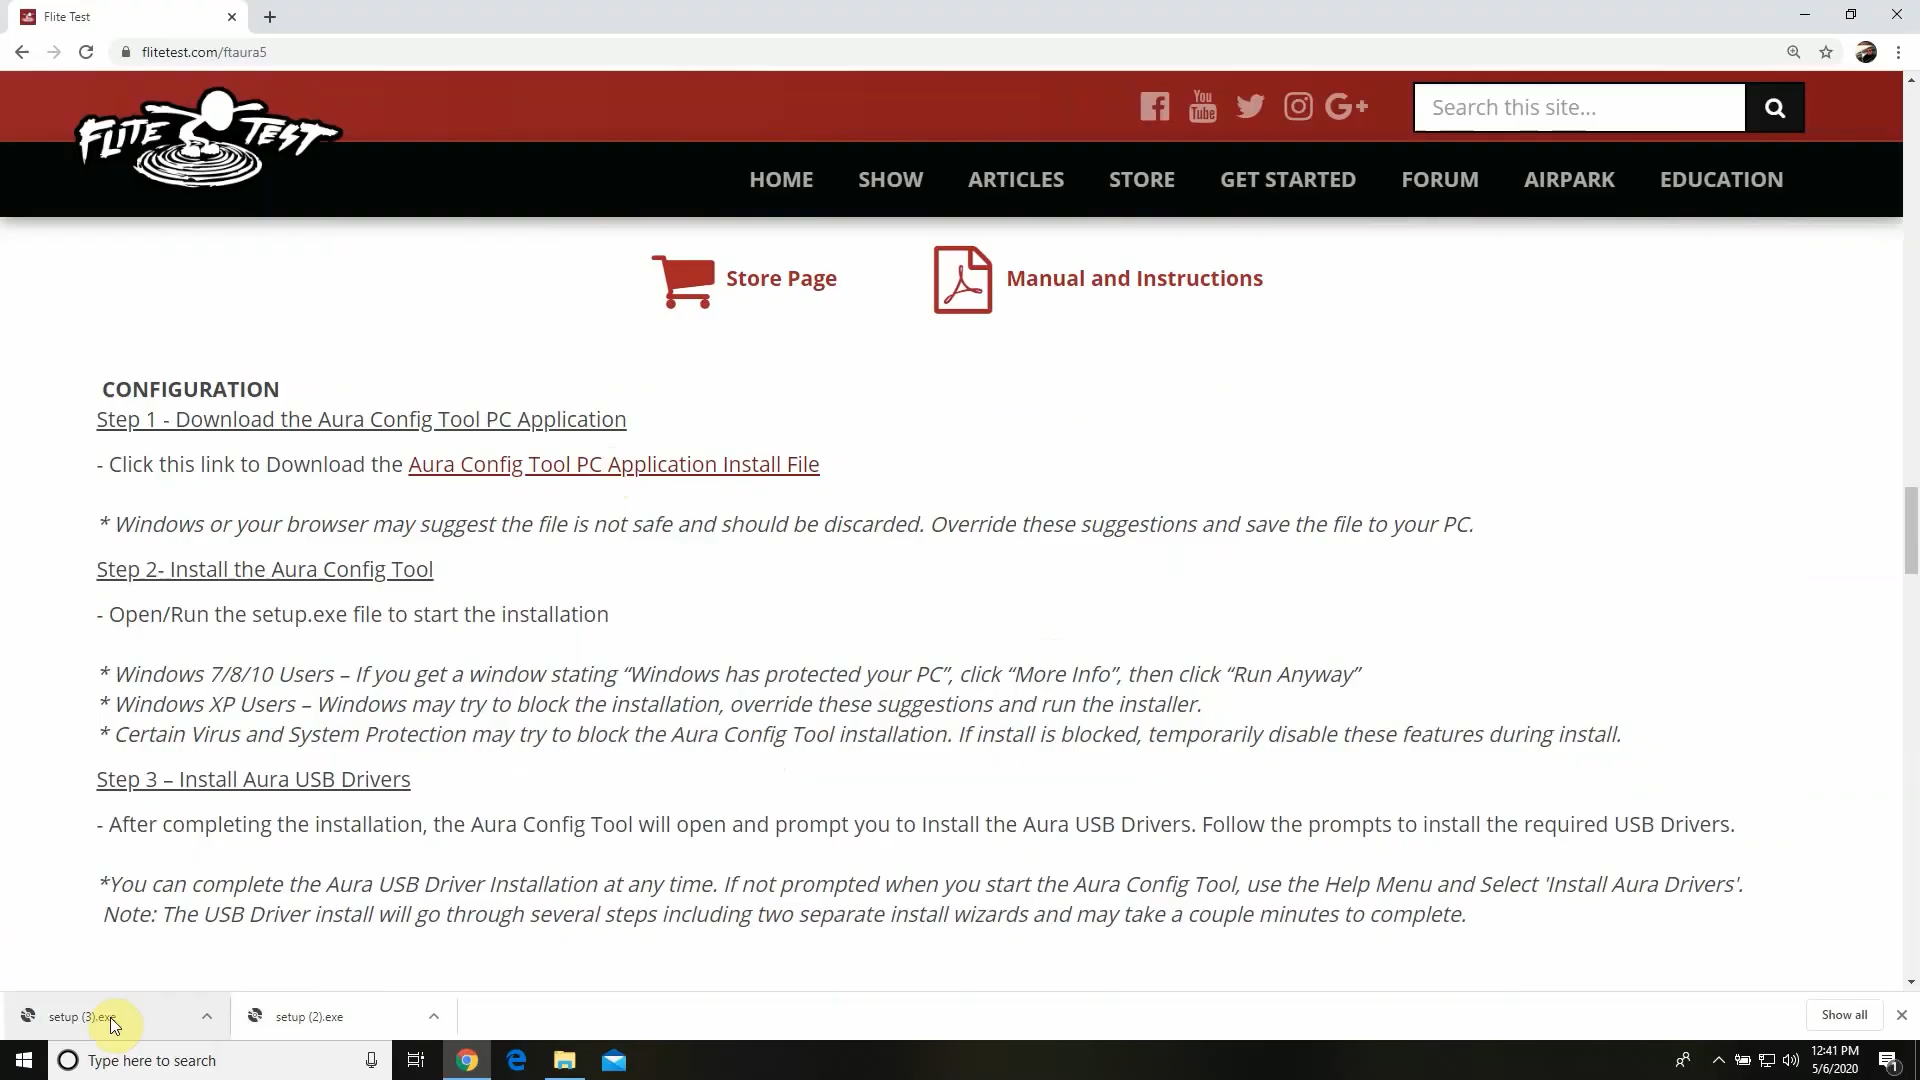 Flite Test
flitetest.com/ftaura5
FLITE TEST
You Tube
G+
Search this site...
HOME SHOW ARTICLES STORE GET STARTED FORUM AIRPARK EDUCATION
Store Page
Manual and Instructions
CONFIGURATION
Step 1 - Download the Aura Config Tool PC Application
- Click this link to Download the Aura Config Tool PC Application Install File
* Windows or your browser may suggest the file is not safe and should be discarded. Override these suggestions and save the file to your PC.
Step 2- Install the Aura Config Tool
- Open/Run the setup.exe file to start the installation
* Windows 7/8/10 Users – If you get a window stating “Windows has protected your PC”, click “More Info”, then click “Run Anyway”
* Windows XP Users – Windows may try to block the installation, override these suggestions and run the installer.
* Certain Virus and System Protection may try to block the Aura Config Tool installation. If install is blocked, temporarily disable these features during install.
Step 3 – Install Aura USB Drivers
- After completing the installation, the Aura Config Tool will open and prompt you to Install the Aura USB Drivers. Follow the prompts to install the required USB Drivers.
*You can complete the Aura USB Driver Installation at any time. If not prompted when you start the Aura Config Tool, use the Help Menu and Select 'Install Aura Drivers'.
Note: The USB Driver install will go through several steps including two separate install wizards and may take a couple minutes to complete.
setup (3).exe
setup (2).exe
Show all
Type here to search
12:41 PM
5/6/2020
1